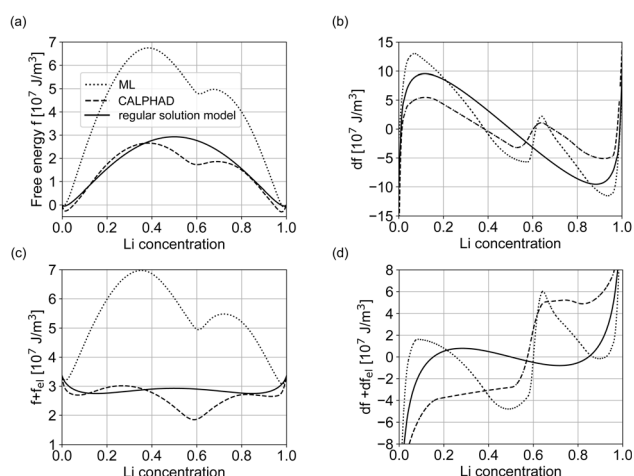 (a)
7
6
5
4
3
2
1
0
Free energy f [10⁷ J/m³]
ML
CALPHAD
regular solution model
0.0 0.2 0.4 0.6 0.8 1.0
Li concentration
(b)
15
10
5
0
−5
−10
−15
df [10⁷ J/m³]
0.0 0.2 0.4 0.6 0.8 1.0
Li concentration
(c)
7
6
5
4
3
2
1
f+fel [10⁷ J/m³]
0.0 0.2 0.4 0.6 0.8 1.0
Li concentration
(d)
8
6
4
2
0
−2
−4
−6
−8
df +dfel [10⁷ J/m³]
0.0 0.2 0.4 0.6 0.8 1.0
Li concentration